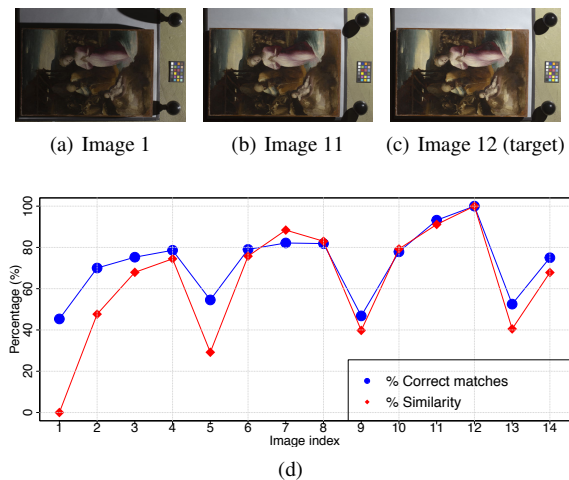 (a) Image 1
(b) Image 11
(c) Image 12 (target)
Percentage (%)
100
80
60
40
20
0
% Correct matches
% Similarity
1 2 3 4 5 6 7 8 9 10 11 12 13 14
Image index
(d)